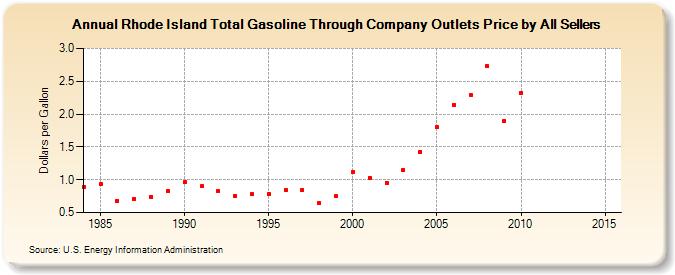 Annual Rhode Island Total Gasoline Through Company Outlets Price by All Sellers
Dollars per Gallon
3.0
2.5
2.0
1.5
1.0
0.5
1985 1990 1995 2000 2005 2010 2015
Source: U.S. Energy Information Administration